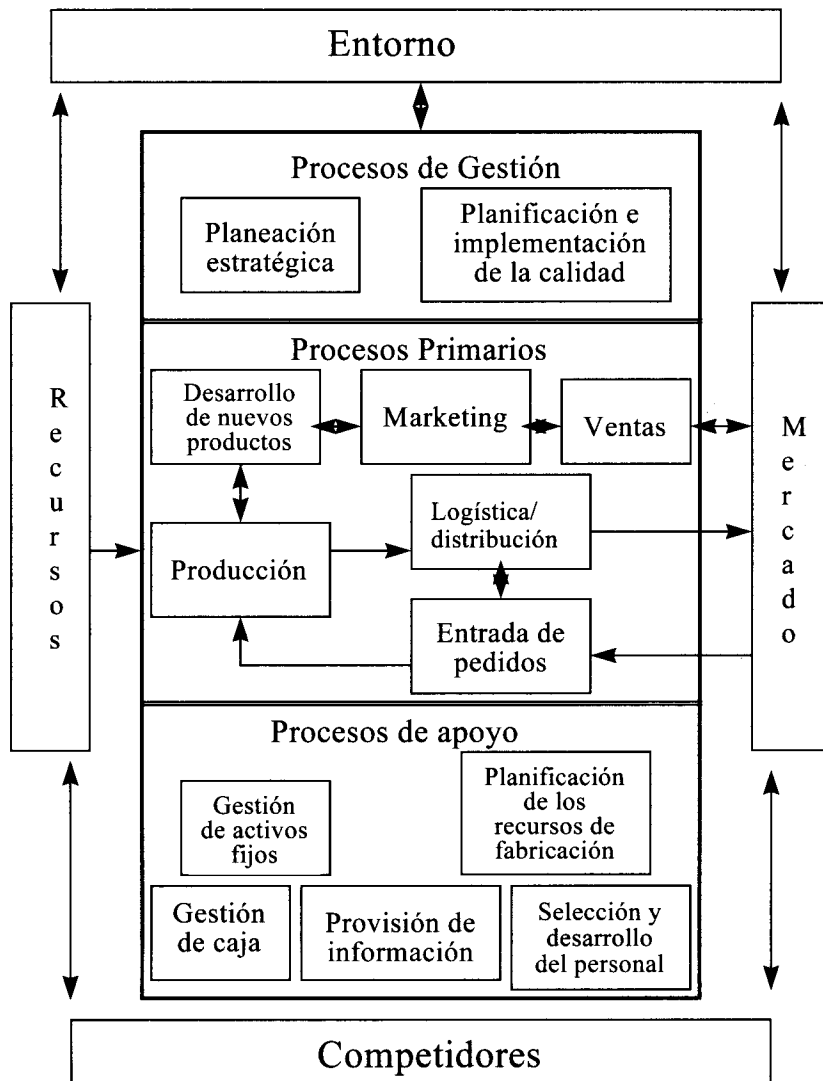 Entorno
Procesos de Gestión
Planeación
estratégica
Planificación e
implementación
de la calidad
Recursos
Procesos Primarios
Desarrollo
de nuevos
productos
Marketing
Ventas
Mercado
Producción
Logística/
distribución
Entrada de
pedidos
Procesos de apoyo
Gestión
de activos
fijos
Planificación
de los
recursos de
fabricación
Gestión
de caja
Provisión de
información
Selección y
desarrollo
del personal
Competidores